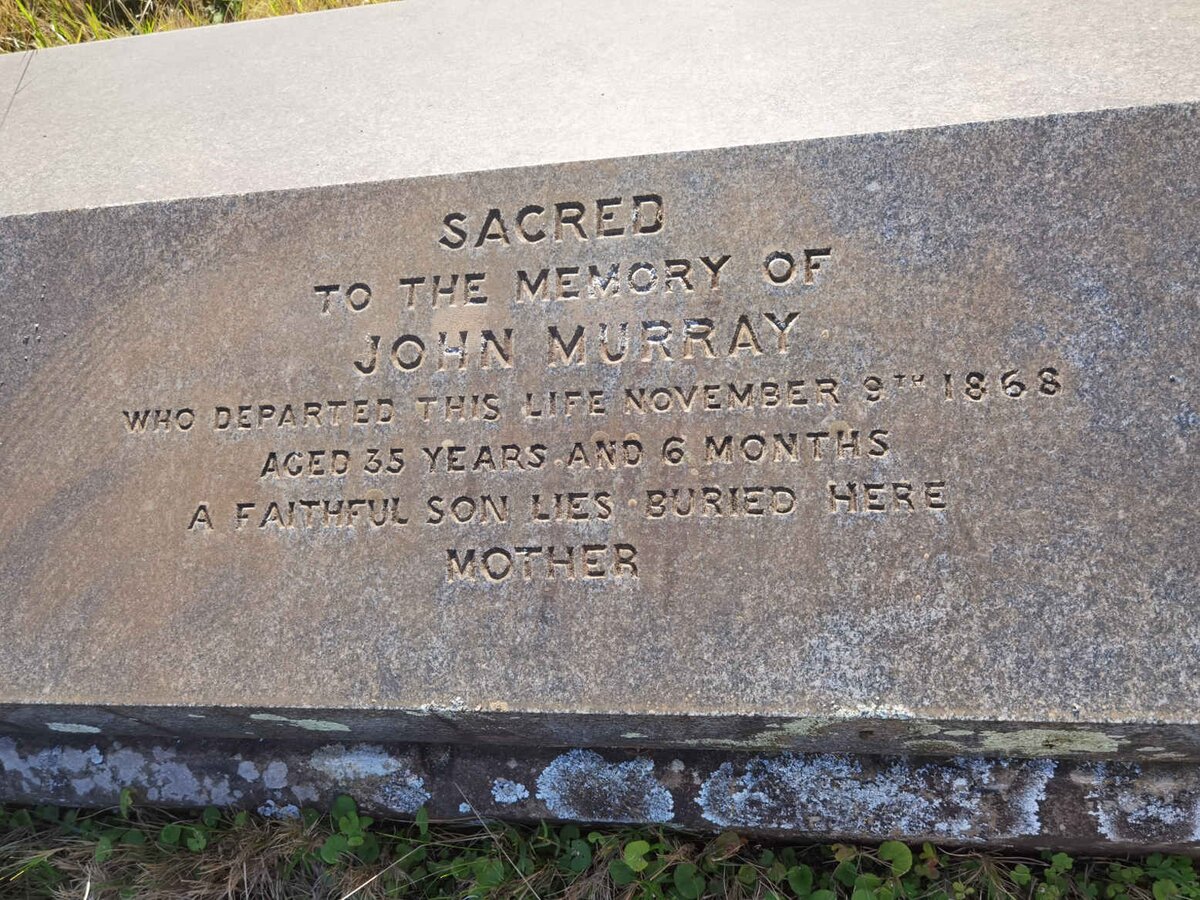 SACRED
TO THE MEMORY OF
JOHN MURRAY
WHO DEPARTED THIS LIFE NOVEMBER 9TH 1868
AGED 35 YEARS AND 6 MONTHS
A FAITHFUL SON LIES BURIED HERE
MOTHER